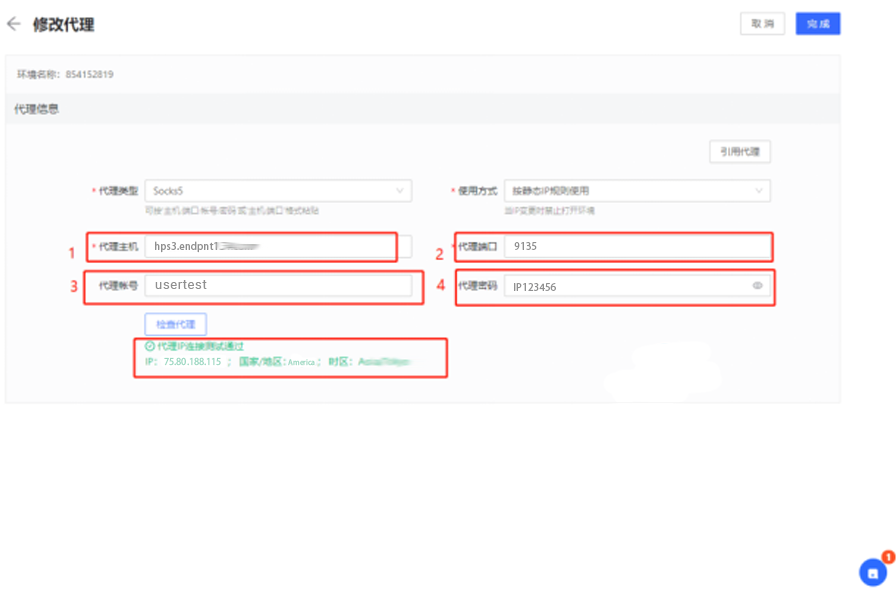 修改代理
取 消
完 成
环境名称: 854152819
代理信息
引用代理
* 代理类型 Socks5
* 使用方式 按静态IP规则使用
可按'主机:端口:帐号:密码'或'主机:端口'格式粘贴
当IP变更时禁止打开环境
1 * 代理主机 hps3.endpnt1
2 * 代理端口 9135
3 代理帐号 usertest
4 代理密码 IP123456
检查代理
代理IP连接测试通过
IP: 75.80.188.115 ; 国家/地区: America ; 时区:
1